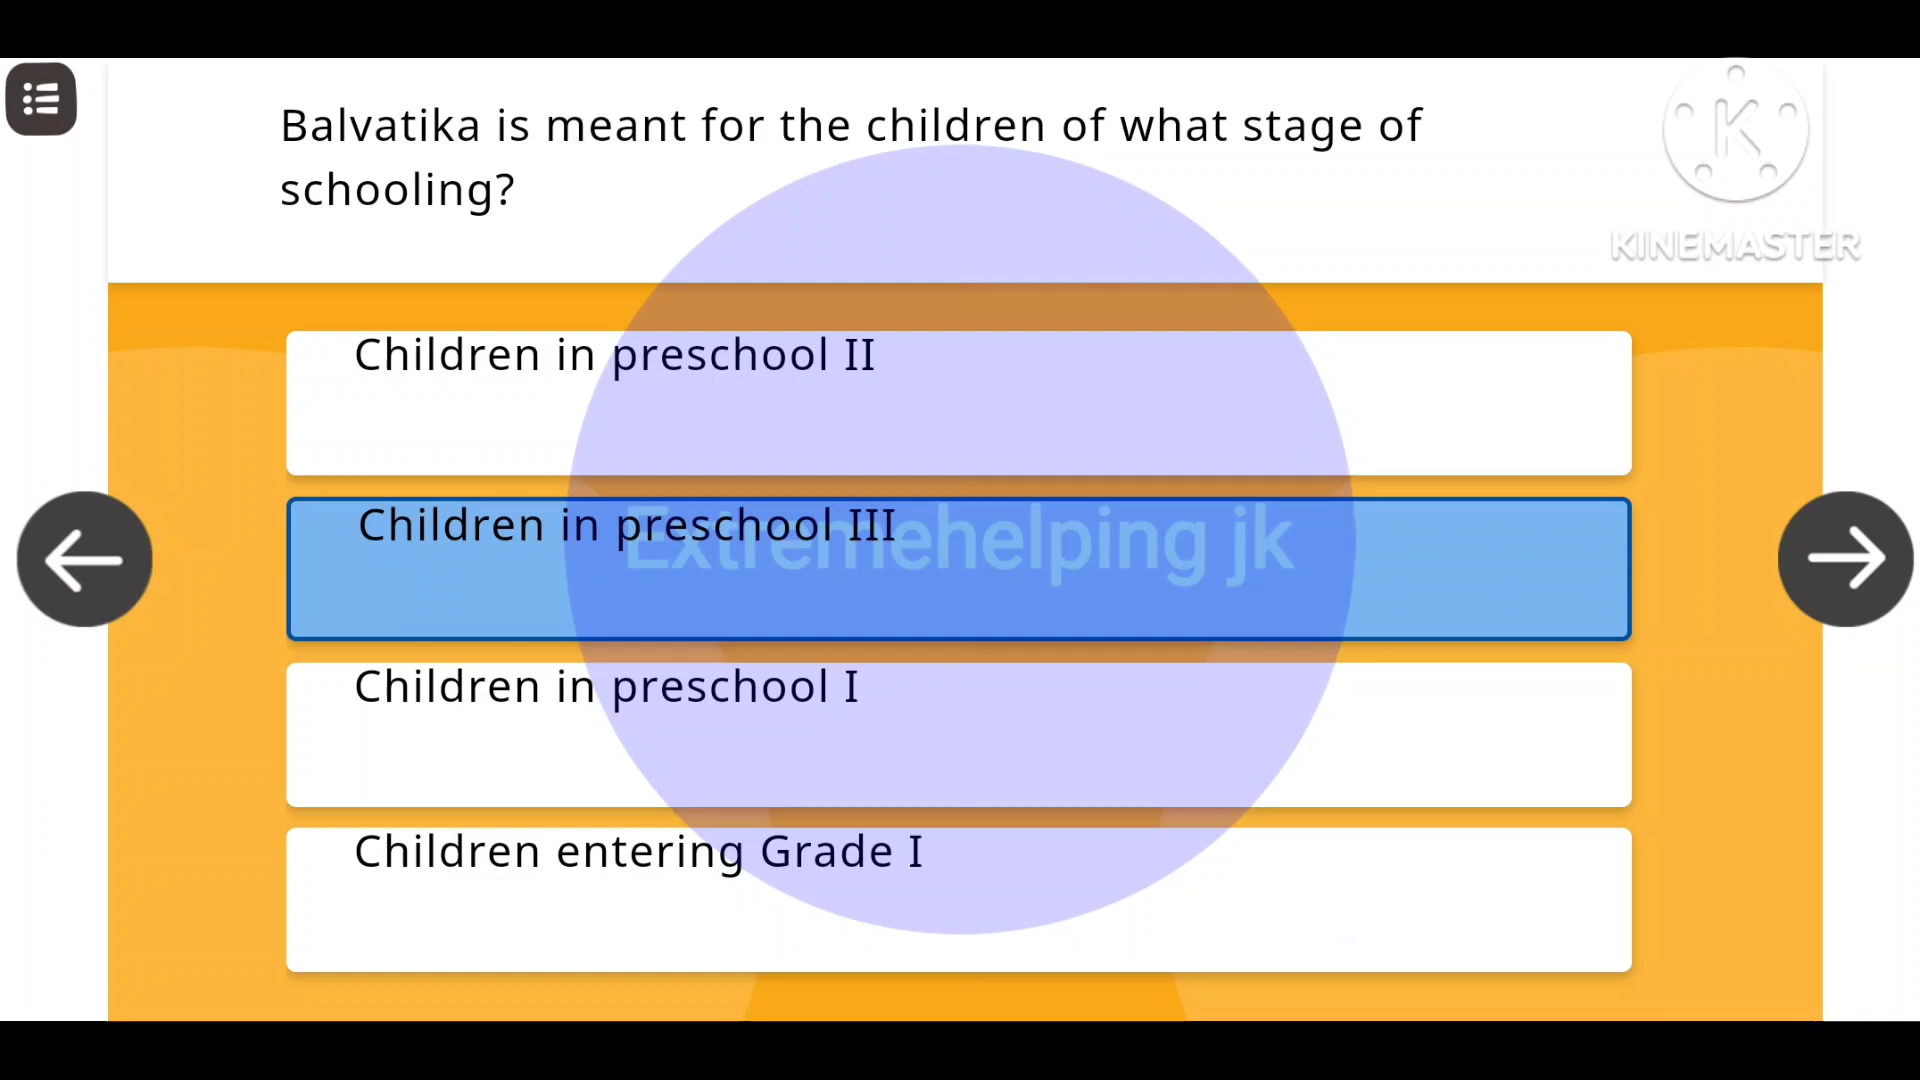 Balvatika is meant for the children of what stage of
schooling?
K
KINEMASTER
Children in preschool II
Children in preschool III
Extremehelping jk
Children in preschool I
Children entering Grade I